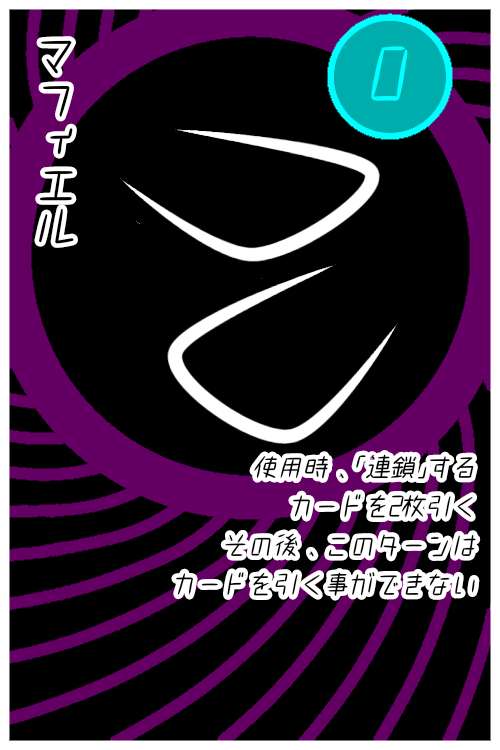 マフィエル
0
使用時、「連鎖」する
カードを2枚引く
その後、このターンは
カードを引く事ができない